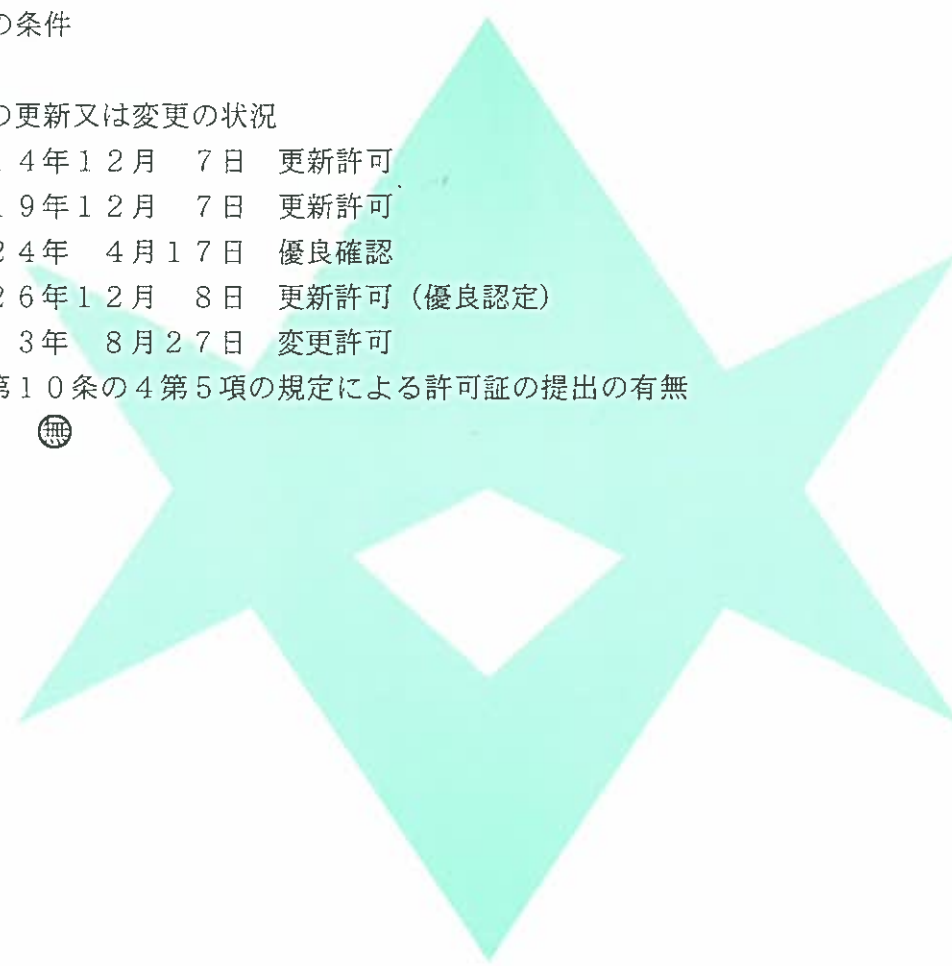 の条件
の更新又は変更の状況
14年12月　7日　更新許可
19年12月　7日　更新許可
24年　4月17日　優良確認
26年12月　8日　更新許可（優良認定）
3年　8月27日　変更許可
第10条の4第5項の規定による許可証の提出の有無
㊟無